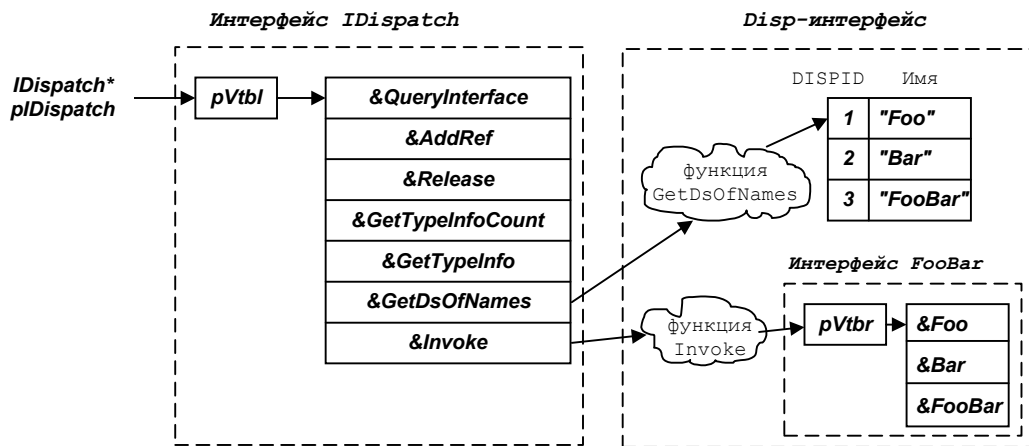 Интерфейс IDispatch
Disp-интерфейс
IDispatch*
pIDispatch
pVtbl
&QueryInterface
&AddRef
&Release
&GetTypeInfoCount
&GetTypeInfo
&GetDsOfNames
&Invoke
DISPID Имя
1 "Foo"
2 "Bar"
3 "FooBar"
функция
GetDsOfNames
функция
Invoke
Интерфейс FooBar
pVtbr
&Foo
&Bar
&FooBar